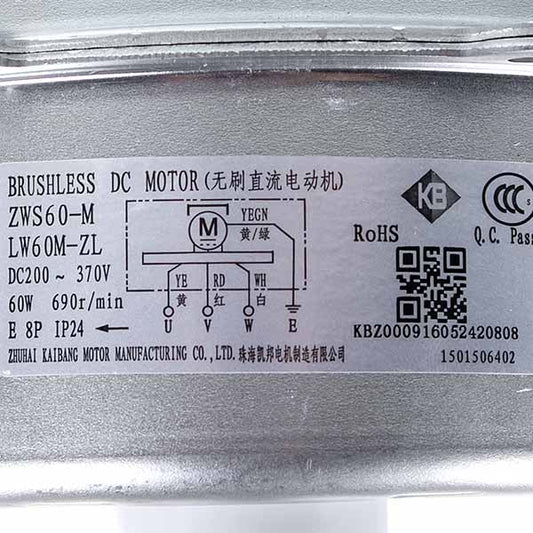 BRUSHLESS DC MOTOR(无刷直流电动机)
ZWS60-M
LW60M-ZL
DC200 ~ 370V
60W 690r/min
E 8P IP24
ZHUHAI KAIBANG MOTOR MANUFACTURING CO.,LTD. 珠海凯邦电机制造有限公司
M
YEGN
黄/绿
YE RD WH
黄 红 白
U V W E
KB
CCC
RoHS
Q.C. Pass
KBZ000916052420808
1501506402